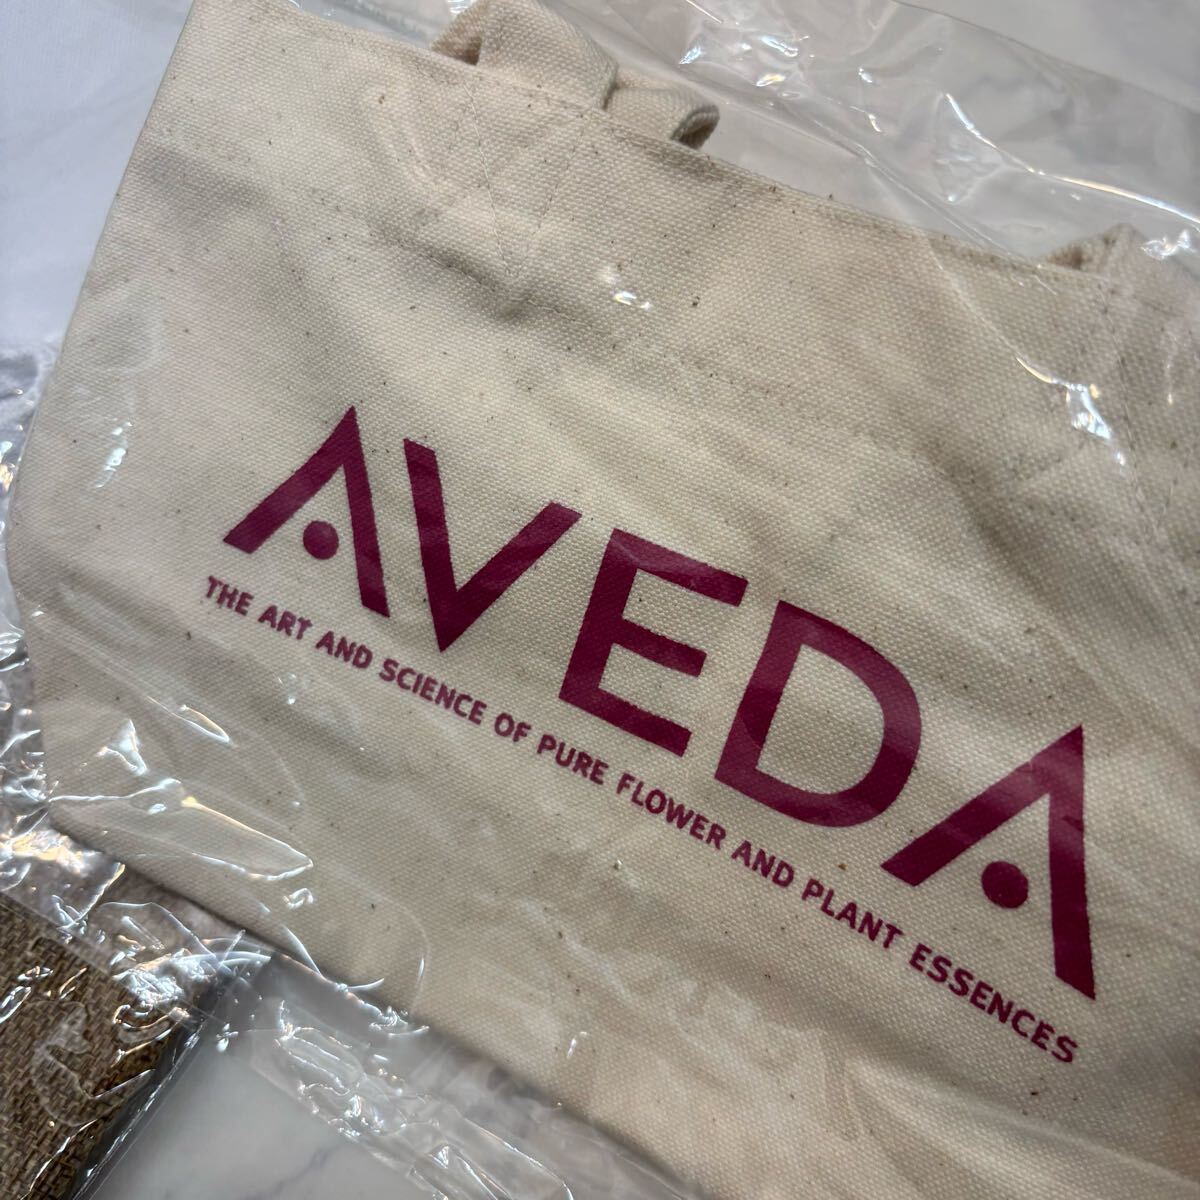 AVEDA
THE ART AND SCIENCE OF PURE FLOWER AND PLANT ESSENCES